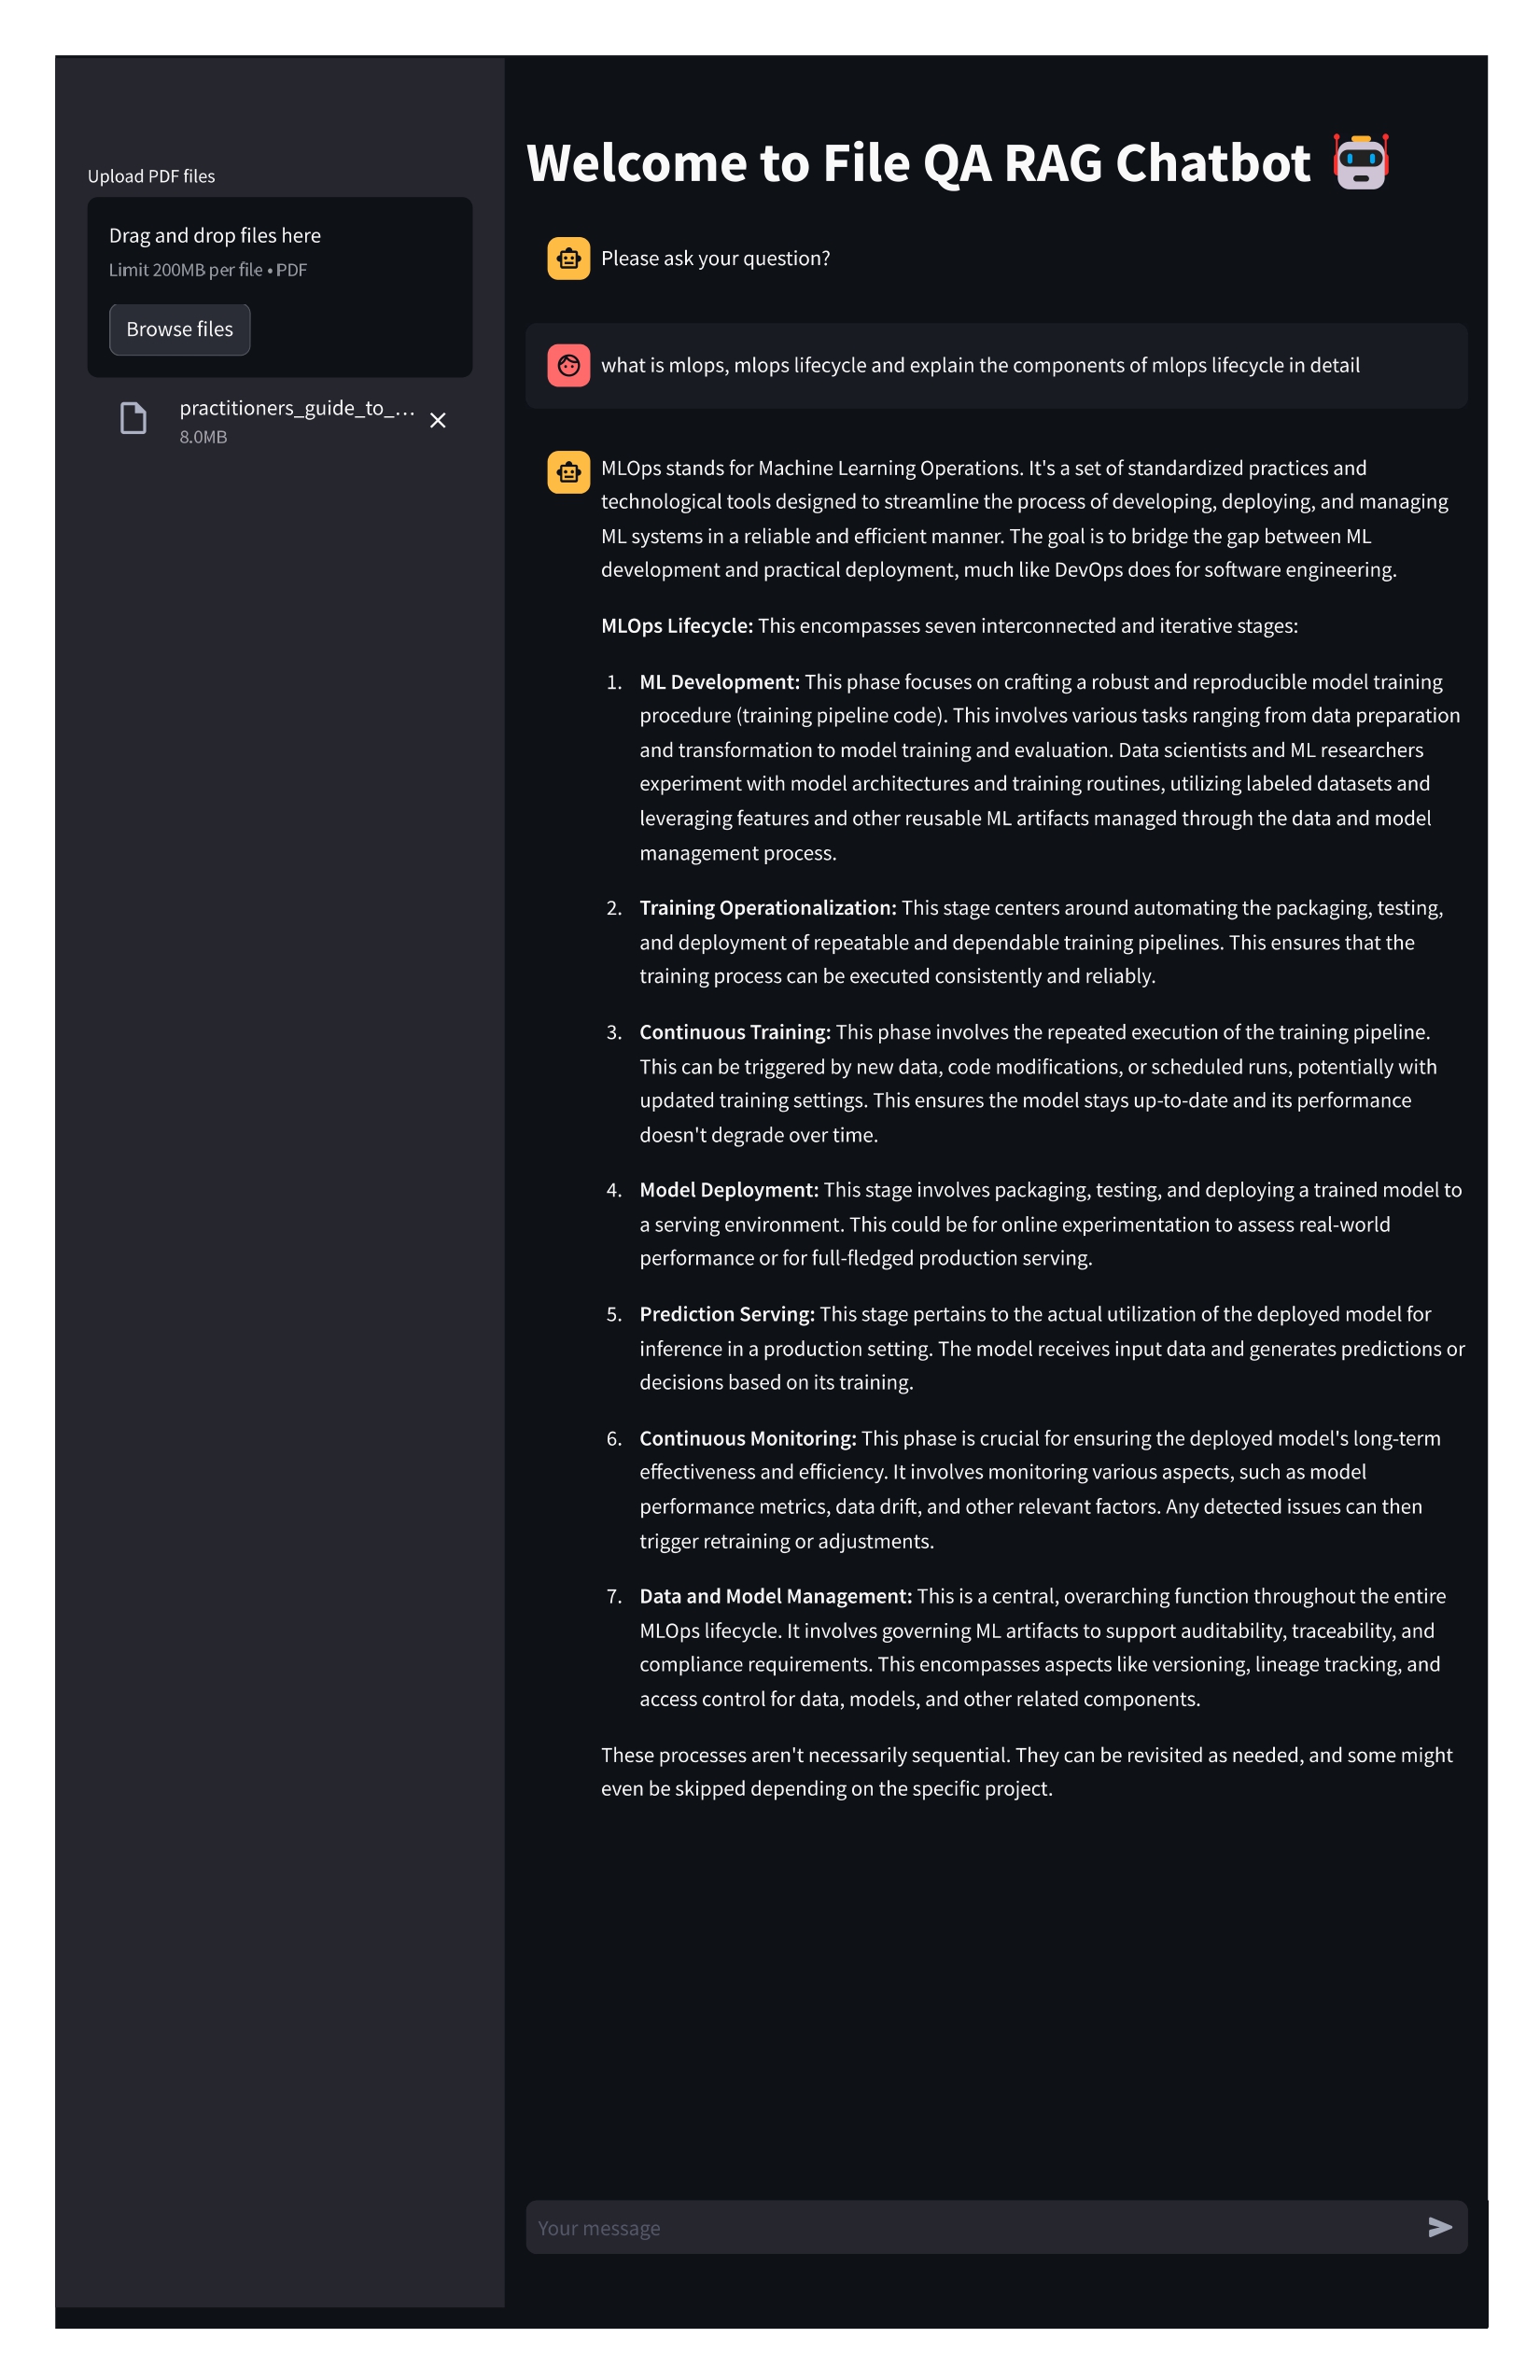 Upload PDF files
Drag and drop files here
Limit 200MB per file • PDF
Browse files
practitioners_guide_to_...
8.0MB
Welcome to File QA RAG Chatbot
Please ask your question?
what is mlops, mlops lifecycle and explain the components of mlops lifecycle in detail
MLOps stands for Machine Learning Operations. It's a set of standardized practices and
technological tools designed to streamline the process of developing, deploying, and managing
ML systems in a reliable and efficient manner. The goal is to bridge the gap between ML
development and practical deployment, much like DevOps does for software engineering.
MLOps Lifecycle: This encompasses seven interconnected and iterative stages:
1. ML Development: This phase focuses on crafting a robust and reproducible model training
procedure (training pipeline code). This involves various tasks ranging from data preparation
and transformation to model training and evaluation. Data scientists and ML researchers
experiment with model architectures and training routines, utilizing labeled datasets and
leveraging features and other reusable ML artifacts managed through the data and model
management process.
2. Training Operationalization: This stage centers around automating the packaging, testing,
and deployment of repeatable and dependable training pipelines. This ensures that the
training process can be executed consistently and reliably.
3. Continuous Training: This phase involves the repeated execution of the training pipeline.
This can be triggered by new data, code modifications, or scheduled runs, potentially with
updated training settings. This ensures the model stays up-to-date and its performance
doesn't degrade over time.
4. Model Deployment: This stage involves packaging, testing, and deploying a trained model to
a serving environment. This could be for online experimentation to assess real-world
performance or for full-fledged production serving.
5. Prediction Serving: This stage pertains to the actual utilization of the deployed model for
inference in a production setting. The model receives input data and generates predictions or
decisions based on its training.
6. Continuous Monitoring: This phase is crucial for ensuring the deployed model's long-term
effectiveness and efficiency. It involves monitoring various aspects, such as model
performance metrics, data drift, and other relevant factors. Any detected issues can then
trigger retraining or adjustments.
7. Data and Model Management: This is a central, overarching function throughout the entire
MLOps lifecycle. It involves governing ML artifacts to support auditability, traceability, and
compliance requirements. This encompasses aspects like versioning, lineage tracking, and
access control for data, models, and other related components.
These processes aren't necessarily sequential. They can be revisited as needed, and some might
even be skipped depending on the specific project.
Your message